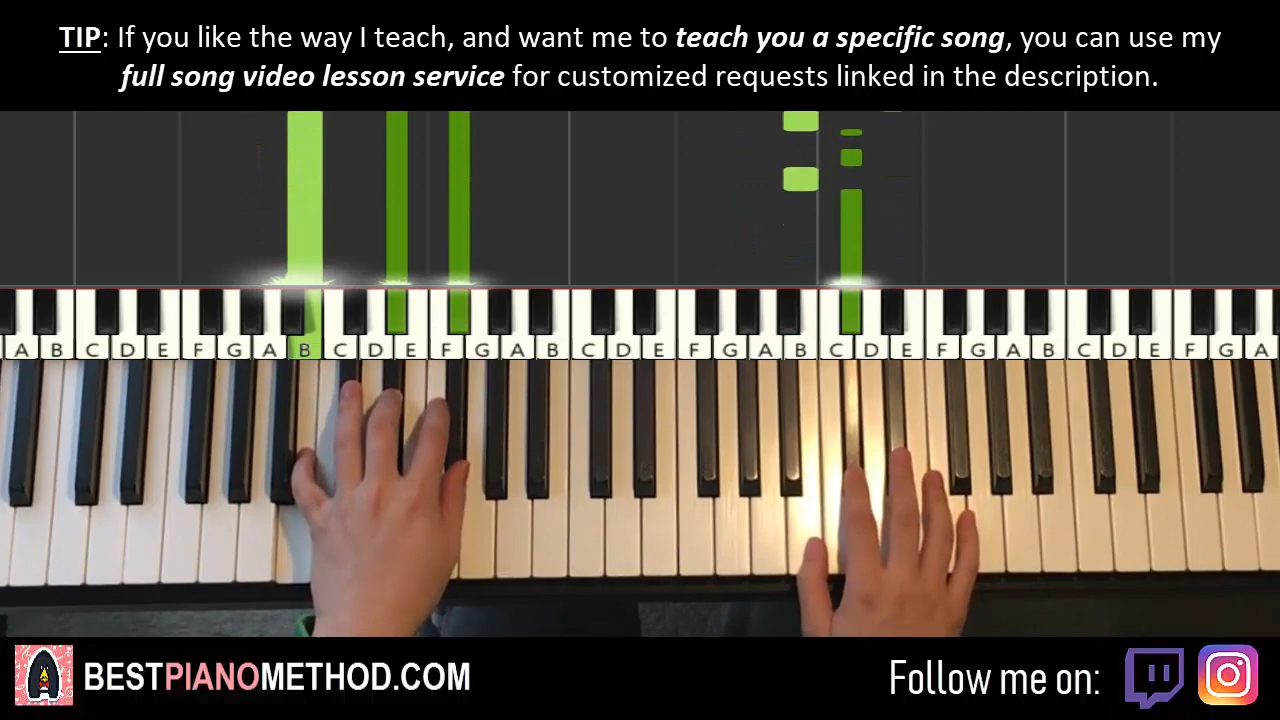 TIP: If you like the way I teach, and want me to teach you a specific song, you can use my
full song video lesson service for customized requests linked in the description.
A B C D E F G A B C D E F G A B C D E F G A B C D E F G A B C D E F G A
BESTPIANOMETHOD.COM
Follow me on: